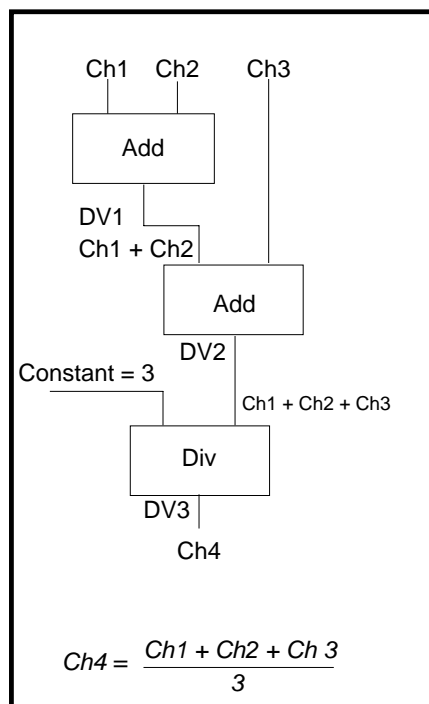 Ch1 Ch2 Ch3
Add
DV1
Ch1 + Ch2
Add
DV2
Constant = 3
Ch1 + Ch2 + Ch3
Div
DV3
Ch4
Ch4 = Ch1 + Ch2 + Ch 3
3